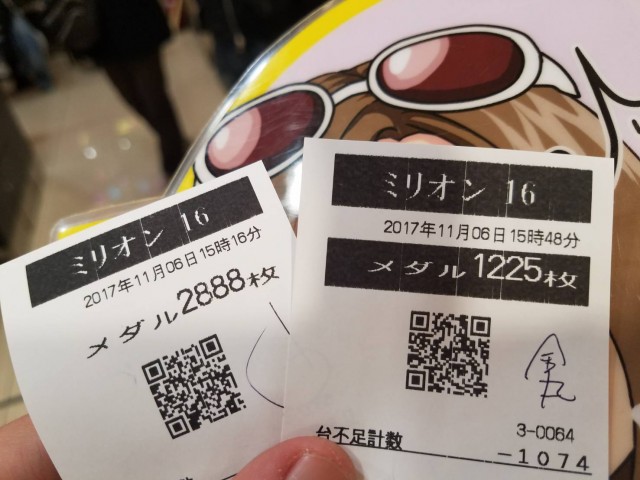 ミリオン 16
2017年11月06日15時16分
メダル2888枚
ミリオン 16
2017年11月06日15時48分
メダル1225枚
3-0064
台不足計数
-1074